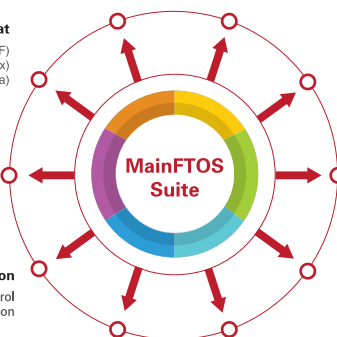 at
F)
x)
a)
MainFTOS
Suite
on
rol
on